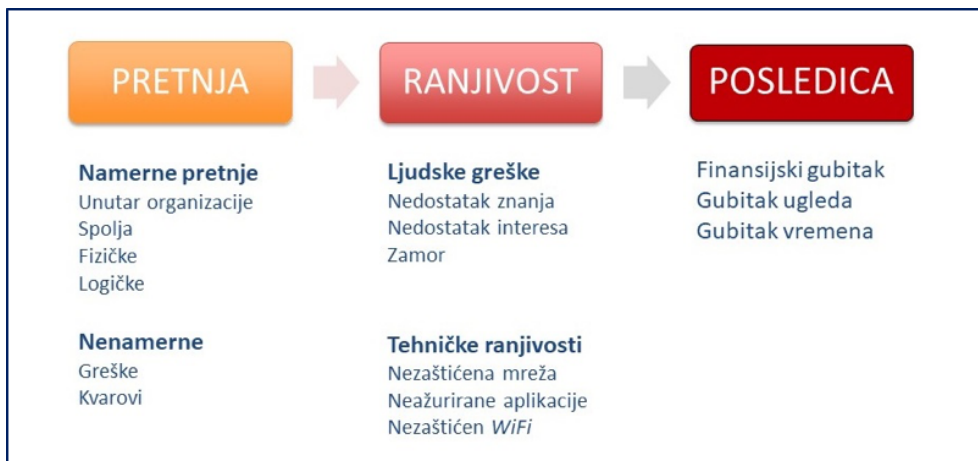 PRETNJA
RANJIVOST
POSLEDICA
Namerne pretnje
Unutar organizacije
Spolja
Fizičke
Logičke
Nenamerne
Greške
Kvarovi
Ljudske greške
Nedostatak znanja
Nedostatak interesa
Zamor
Tehničke ranjivosti
Nezaštićena mreža
Neažurirane aplikacije
Nezaštićen WiFi
Finansijski gubitak
Gubitak ugleda
Gubitak vremena